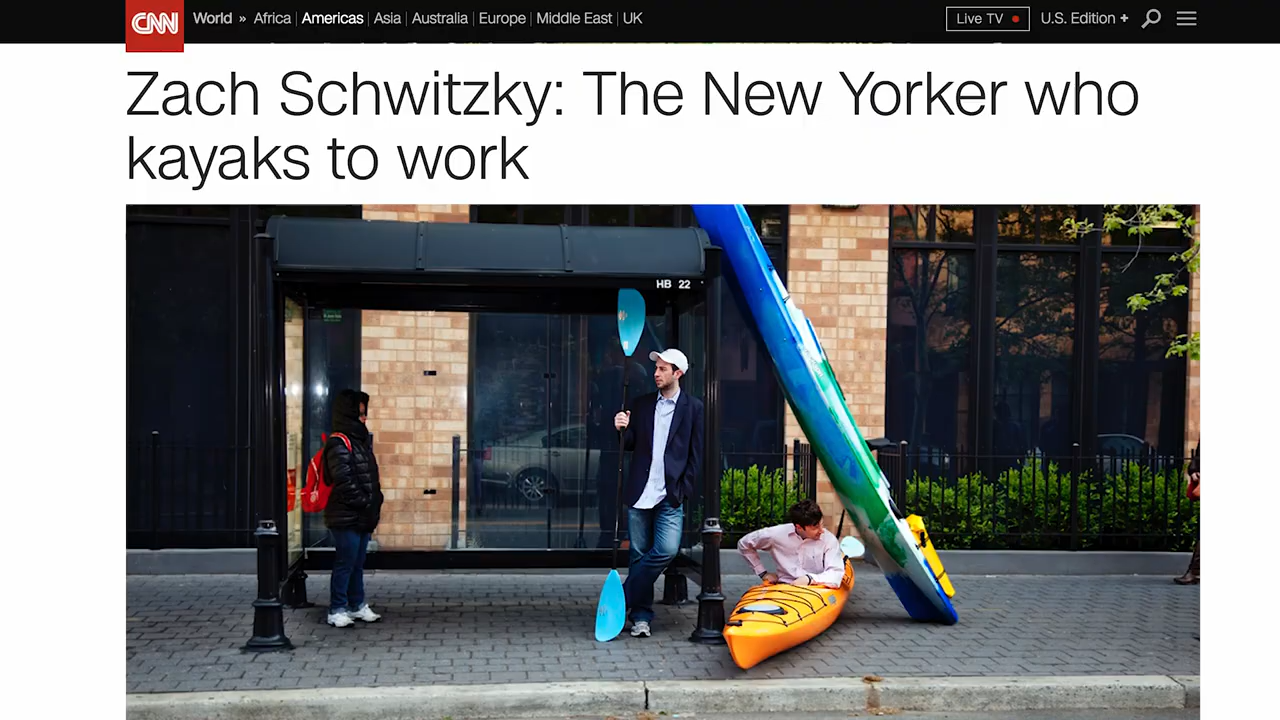 CNN World » Africa Americas Asia Australia Europe Middle East UK Live TV U.S. Edition +
Zach Schwitzky: The New Yorker who
kayaks to work
HB 22